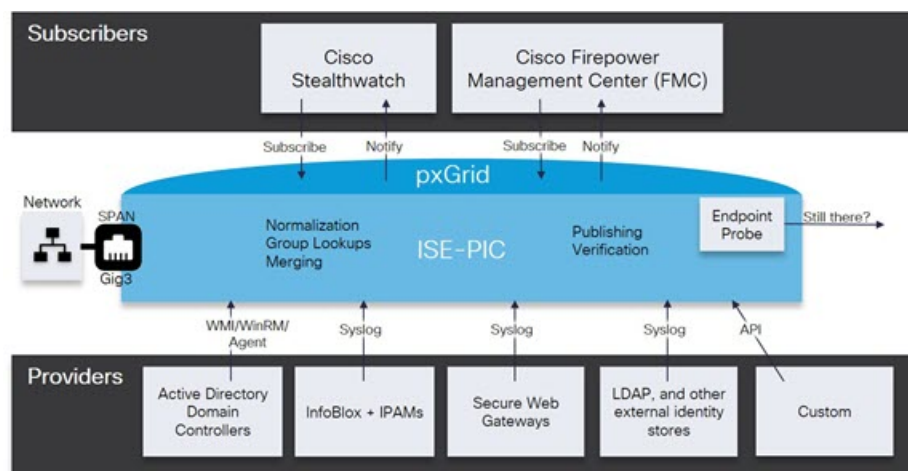 Subscribers
Cisco
Stealthwatch
Cisco Firepower
Management Center (FMC)
Subscribe
Notify
Subscribe
Notify
pxGrid
Network
SPAN
Gig3
Normalization
Group Lookups
Merging
ISE-PIC
Publishing
Verification
Endpoint
Probe
Still there?
WMI/WinRM/
Agent
Syslog
Syslog
Syslog
API
Providers
Active Directory
Domain
Controllers
InfoBlox + IPAMs
Secure Web
Gateways
LDAP, and other
external identity
stores
Custom